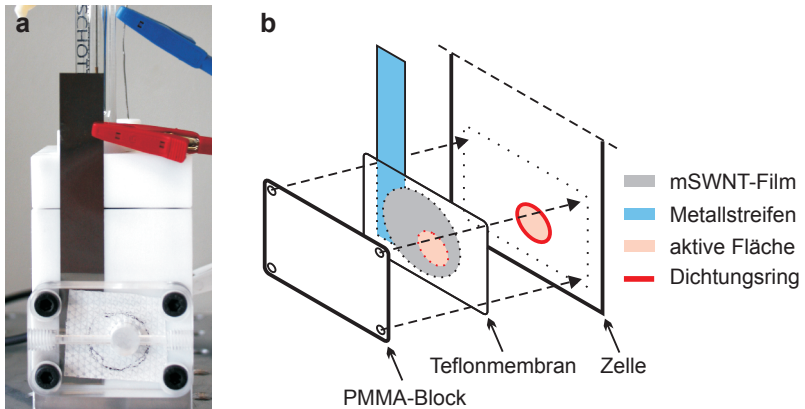 a
SCHOTT
b
mSWNT-Film
Metallstreifen
aktive Fläche
Dichtungsring
Teflonmembran
Zelle
PMMA-Block